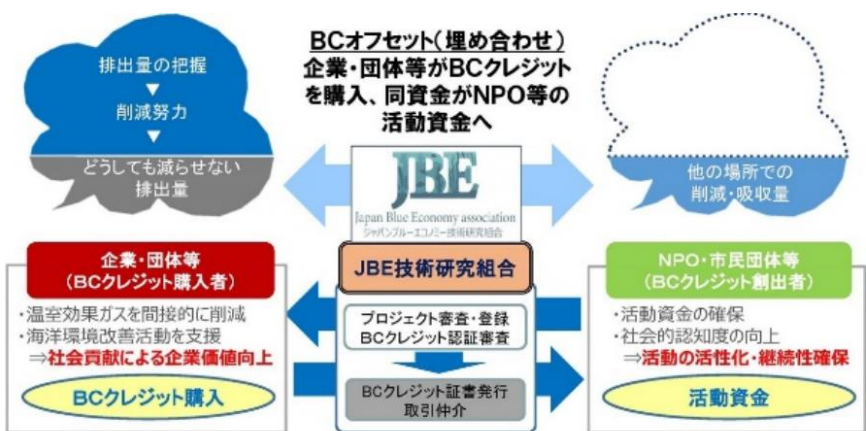 排出量の把握
▼
削減努力
▼
どうしても減らせない
排出量
BCオフセット(埋め合わせ)
企業・団体等がBCクレジット
を購入、同資金がNPO等の
活動資金へ
JBE
Japan Blue Economy association
ジャパンブルーエコノミー技術研究組合
他の場所での
削減・吸収量
企業・団体等
(BCクレジット購入者)
・温室効果ガスを間接的に削減
・海洋環境改善活動を支援
⇒社会貢献による企業価値向上
BCクレジット購入
JBE技術研究組合
プロジェクト審査・登録
BCクレジット認証審査
BCクレジット証書発行
取引仲介
NPO・市民団体等
(BCクレジット創出者)
・活動資金の確保
・社会的認知度の向上
⇒活動の活性化・継続性確保
活動資金